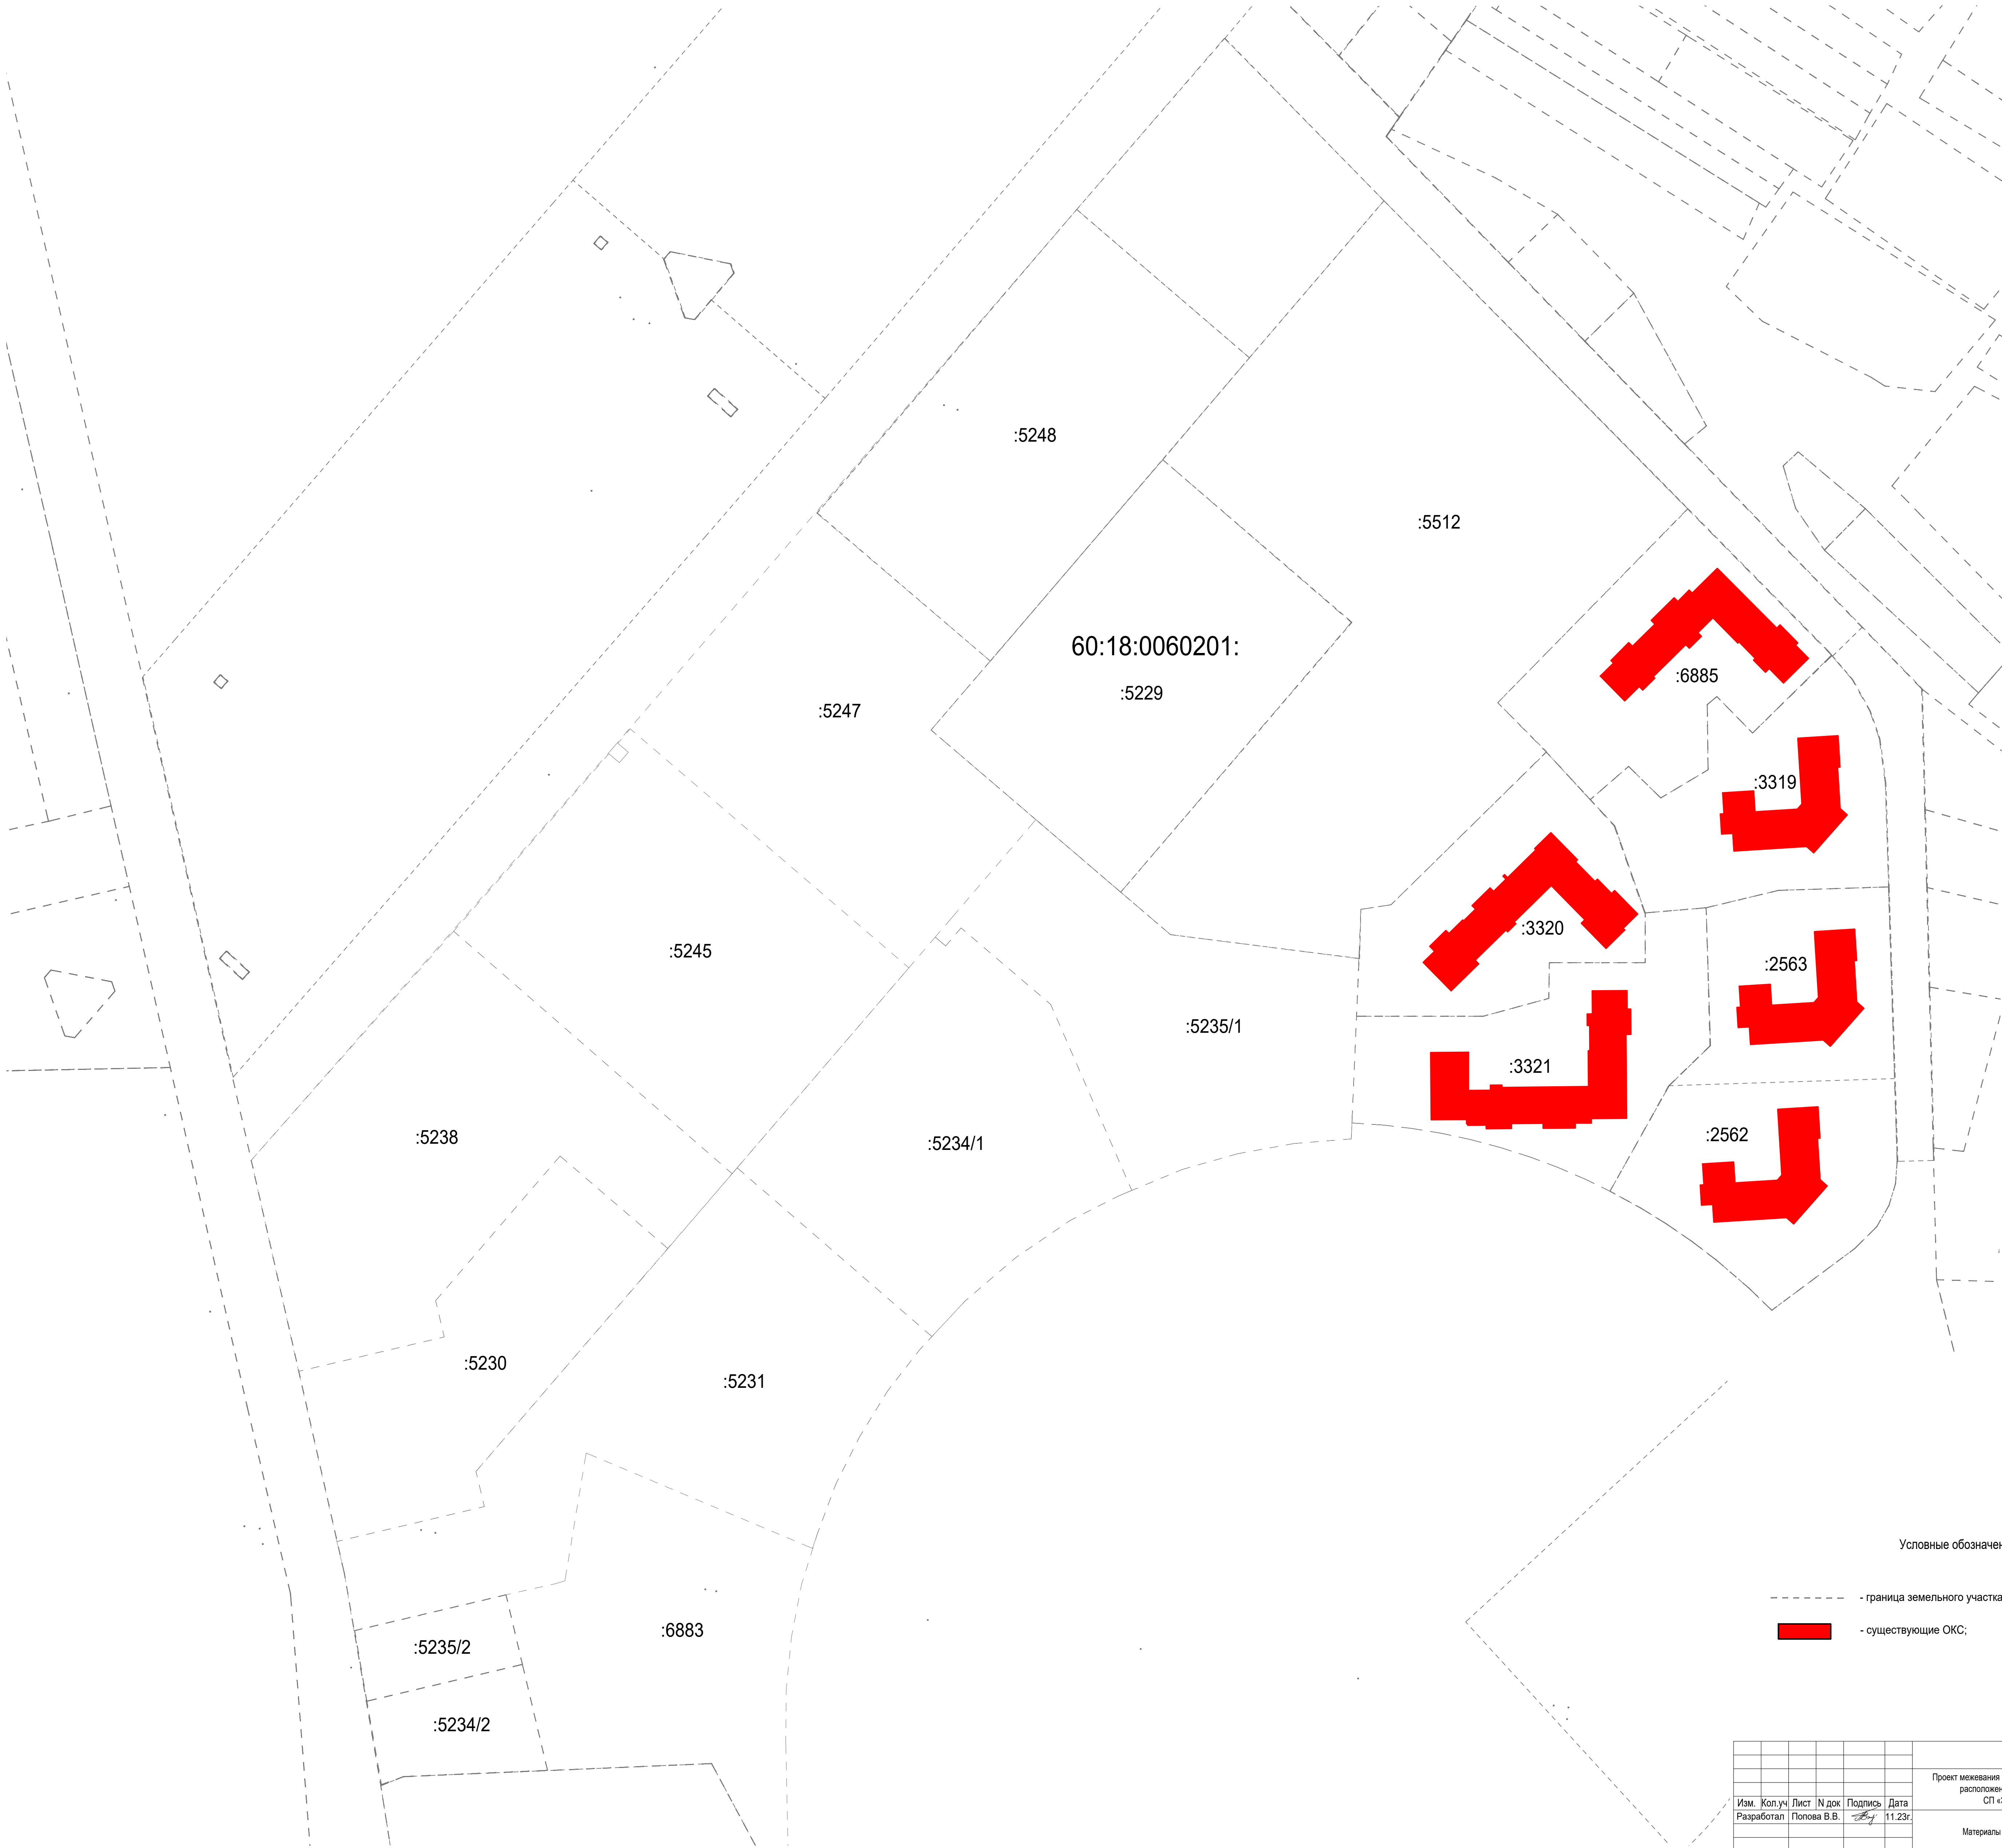 :5248
:5512
60:18:0060201:
:5229
:6885
:5247
:3319
:5245
:3320
:2563
:5235/1
:3321
:5238
:5234/1
:2562
:5230
:5231
Условные обозначен
- граница земельного участка
- существующие ОКС;
:6883
:5235/2
:5234/2
Проект межевания
расположен
СП «З
Изм. Кол.уч Лист N док Подпись Дата
Разработал Попова В.В. 11.23г.
Материалы